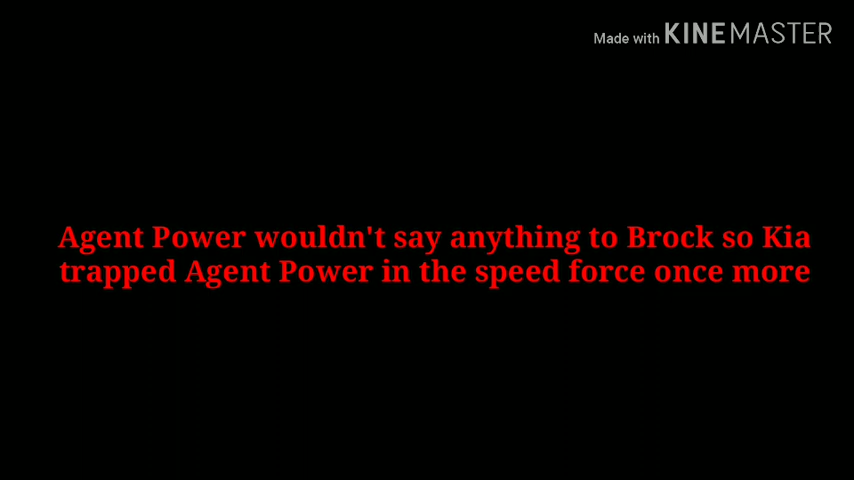 Made with KINEMASTER
Agent Power wouldn't say anything to Brock so Kia
trapped Agent Power in the speed force once more